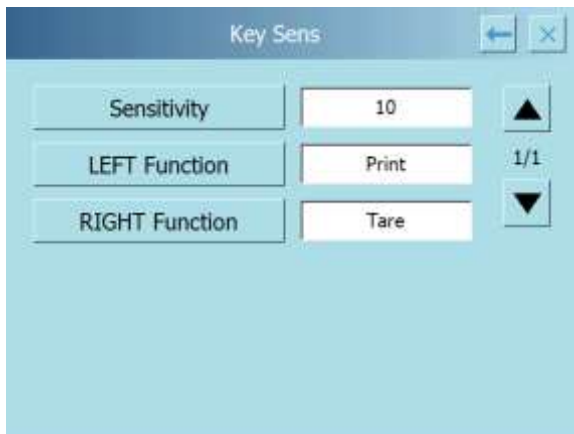 Key Sens
Sensitivity 10
LEFT Function Print 1/1
RIGHT Function Tare